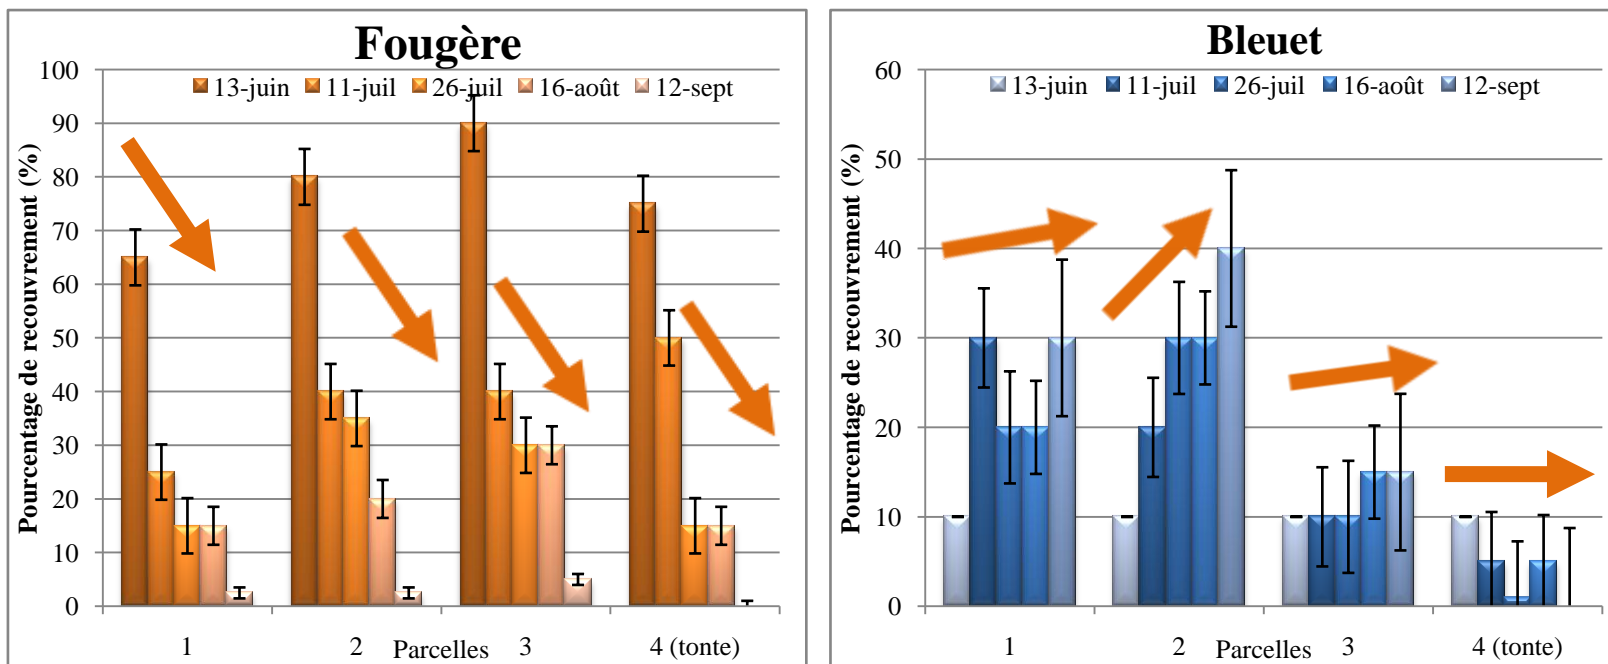 Fougère
13-juin 11-juil 26-juil 16-août 12-sept
Pourcentage de recouvrement (%)
100
90
80
70
60
50
40
30
20
10
0
1 2 3 4 (tonte)
Parcelles
Bleuet
13-juin 11-juil 26-juil 16-août 12-sept
Pourcentage de recouvrement (%)
60
50
40
30
20
10
0
1 2 3 4 (tonte)
Parcelles